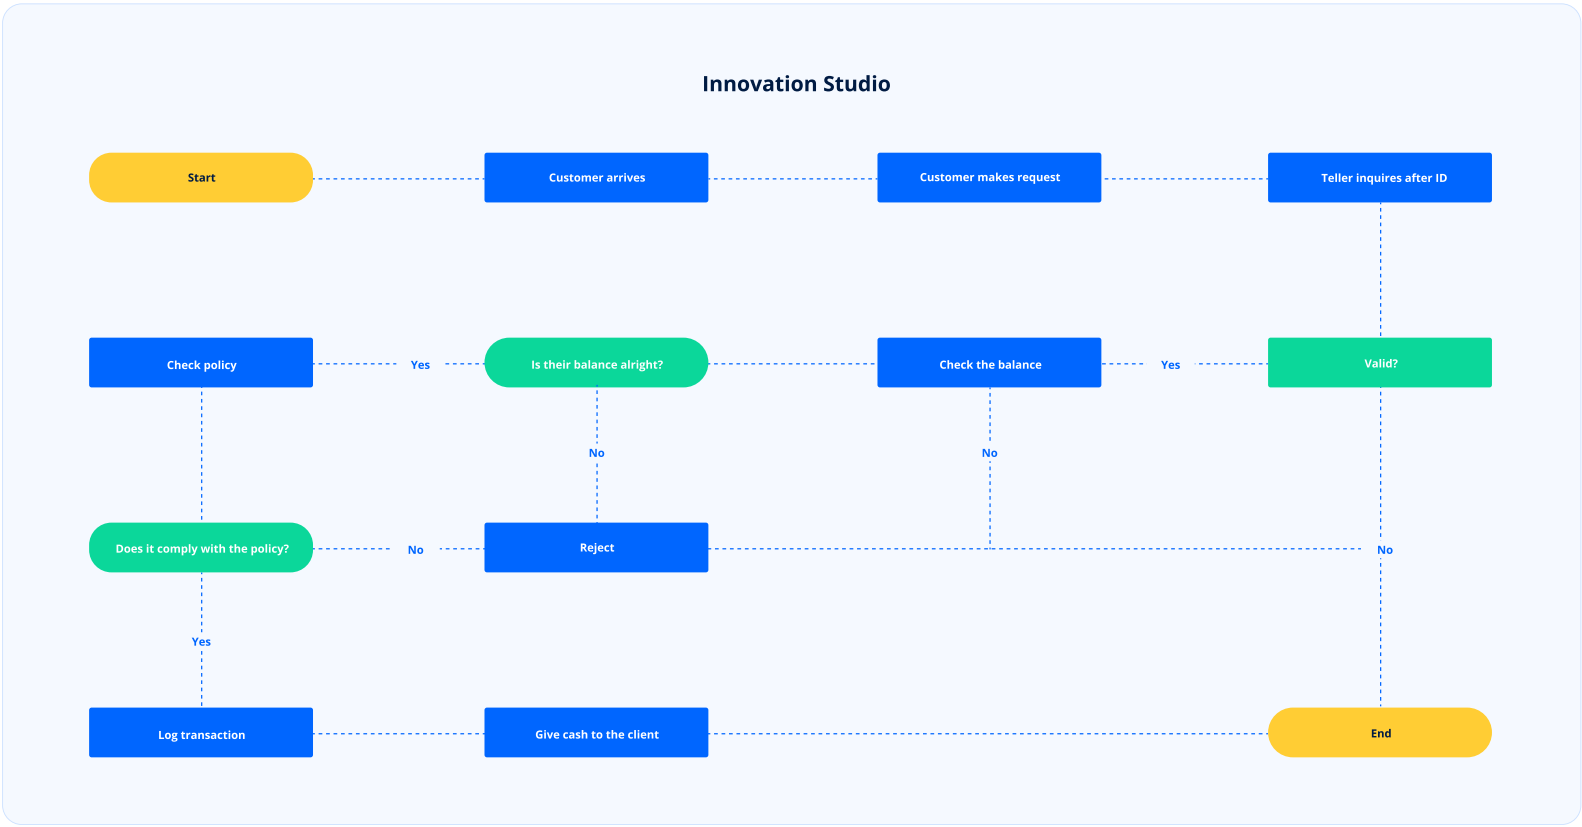 Innovation Studio
Start
Customer arrives
Customer makes request
Teller inquires after ID
Check policy
Yes
Is their balance alright?
Check the balance
Yes
Valid?
No
No
Does it comply with the policy?
No
Reject
No
Yes
Log transaction
Give cash to the client
End